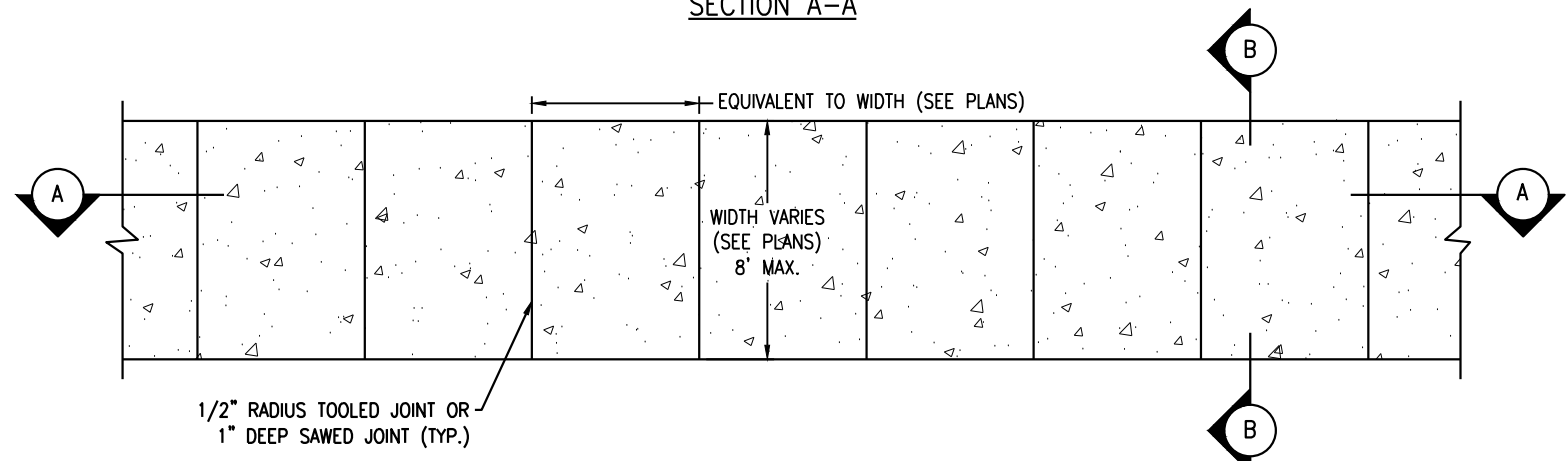 SECTION A-A
B
EQUIVALENT TO WIDTH (SEE PLANS)
A
A
WIDTH VARIES
(SEE PLANS)
8' MAX.
1/2" RADIUS TOOLED JOINT OR
1" DEEP SAWED JOINT (TYP.)
B